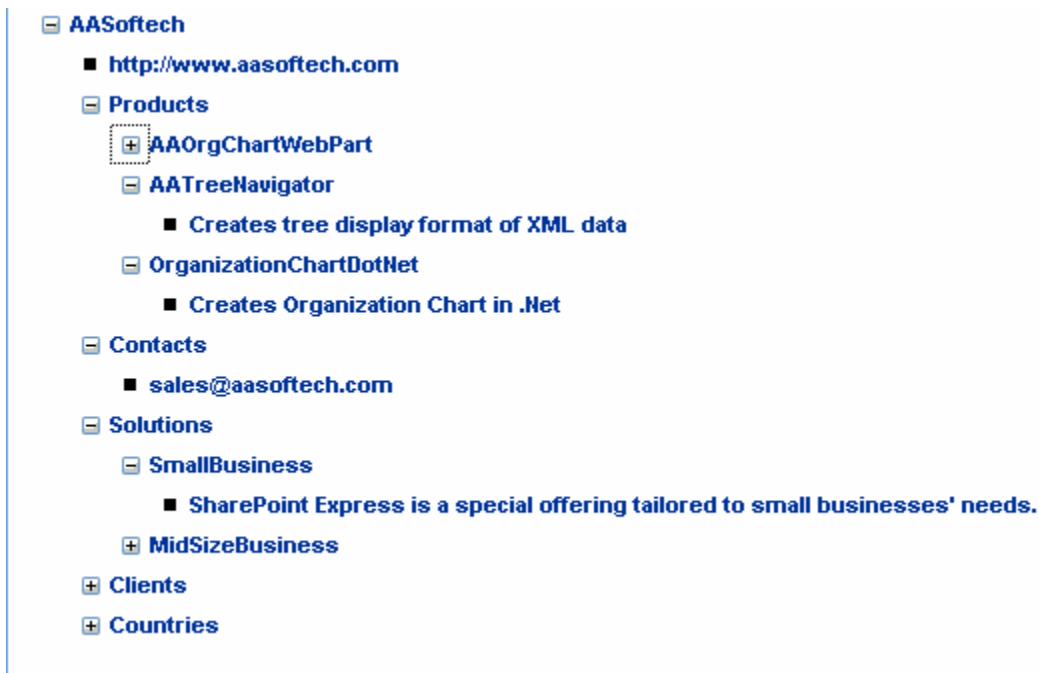 AASoftech
http://www.aasoftech.com
Products
AAOrgChartWebPart
AATreeNavigator
Creates tree display format of XML data
OrganizationChartDotNet
Creates Organization Chart in .Net
Contacts
sales@aasoftech.com
Solutions
SmallBusiness
SharePoint Express is a special offering tailored to small businesses' needs.
MidSizeBusiness
Clients
Countries